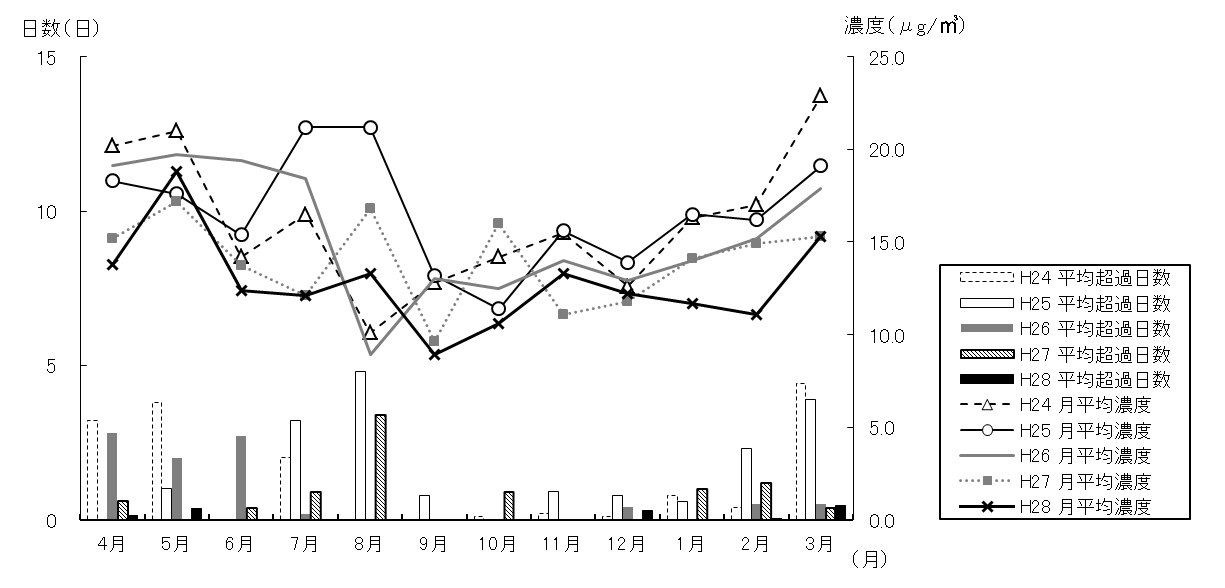 日数(日)
濃度(μg/㎥)
15
10
5
0
25.0
20.0
15.0
10.0
5.0
0.0
4月 5月 6月 7月 8月 9月 10月 11月 12月 1月 2月 3月
(月)
H24 平均超過日数
H25 平均超過日数
H26 平均超過日数
H27 平均超過日数
H28 平均超過日数
H24 月平均濃度
H25 月平均濃度
H26 月平均濃度
H27 月平均濃度
H28 月平均濃度